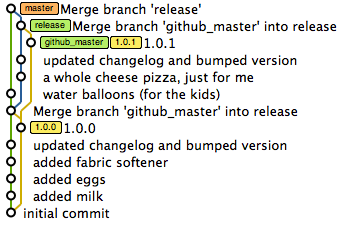 master Merge branch 'release'
release Merge branch 'github_master' into release
github_master 1.0.1 1.0.1
updated changelog and bumped version
a whole cheese pizza, just for me
water balloons (for the kids)
Merge branch 'github_master' into release
1.0.0 1.0.0
updated changelog and bumped version
added fabric softener
added eggs
added milk
initial commit